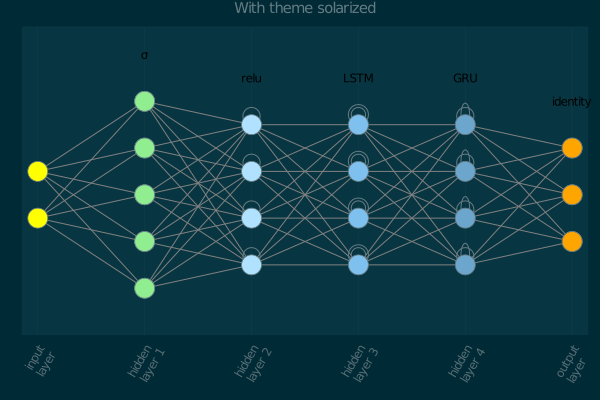 With theme solarized
σ
relu
LSTM
GRU
identity
input
layer
hidden
layer 1
hidden
layer 2
hidden
layer 3
hidden
layer 4
output
layer